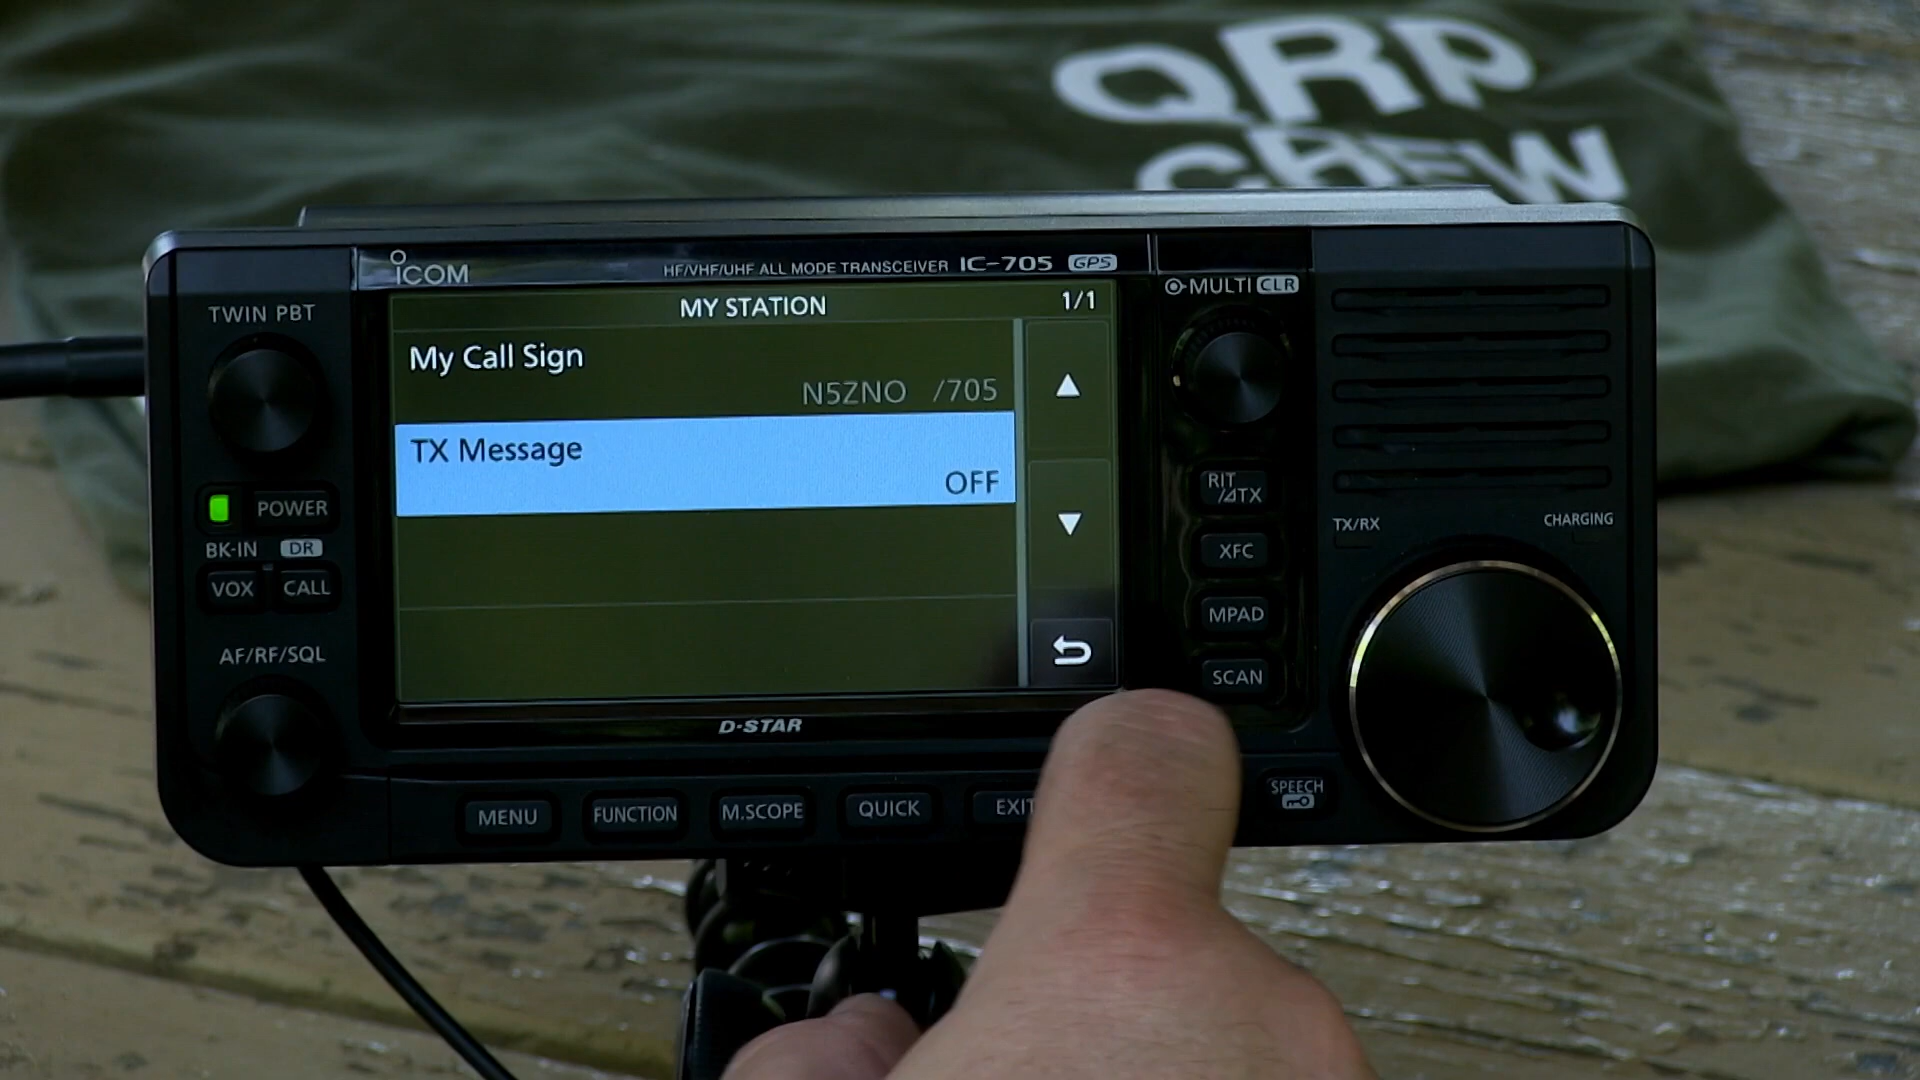 QRP
CREW
ICOM
HF/VHF/UHF ALL MODE TRANSCEIVER IC-705 GPS
MULTI CLR
TWIN PBT
MY STATION 1/1
My Call Sign
N5ZNO /705
TX Message
OFF
RIT
/⊿TX
TX/RX
CHARGING
POWER
BK-IN DR
VOX CALL
XFC
MPAD
AF/RF/SQL
SCAN
D-STAR
MENU FUNCTION M.SCOPE QUICK EXIT
SPEECH